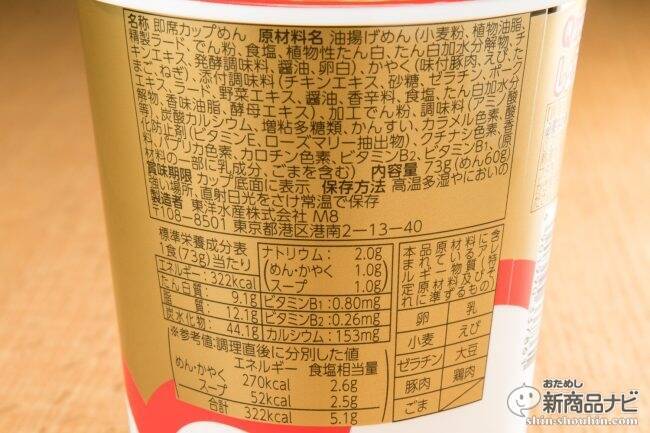 名称 即席カップめん 原材料名 油揚げめん(小麦粉、植物油脂、
精製ラード、でん粉、食塩、植物性たん白、たん白加水分解物、チ
キンエキス、発酵調味料、醤油、卵白)、かやく(味付豚肉、えび、た
まご、ねぎ)、添付調味料(チキンエキス、砂糖、ゼラチン、ポーク
エキス、ラード、野菜エキス、醤油、香辛料、食塩、たん白加水分
解物、香味油脂、酵母エキス)、加工でん粉、調味料(アミノ酸
等)、炭酸カルシウム、増粘多糖類、かんすい、カラメル色素、酸
化防止剤(ビタミンE、ローズマリー抽出物)、クチナシ色素、香
料、パプリカ色素、カロチン色素、ビタミンB2、ビタミンB1、(原
材料の一部に乳成分、ごまを含む) 内容量 73g(めん60g)
賞味期限 カップ底面に表示 保存方法 高温多湿やにおいの
強い場所、直射日光をさけ常温で保存
製造者 東洋水産株式会社 M8
〒108-8501 東京都港区港南2-13-40
標準栄養成分表
1食(73g)当たり
エネルギー:322kcal
たん白質: 9.1g
脂質: 12.1g
炭水化物: 44.1g
ナトリウム: 2.0g
(めん・かやく 1.0g
スープ 1.0g)
ビタミンB1:0.80mg
ビタミンB2:0.26mg
カルシウム:153mg
※参考値:調理直後に分別した値
エネルギー 食塩相当量
めん・かやく 270kcal 2.6g
スープ 52kcal 2.5g
合計 322kcal 5.1g
本品原材料に含
まれているアレ
ルギー物質(特
定原材料及びそ
れに準ずるもの)
卵 乳
小麦 えび
ゼラチン 大豆
豚肉 鶏肉
ごま
おためし
新商品ナビ
shin-shouhin.com